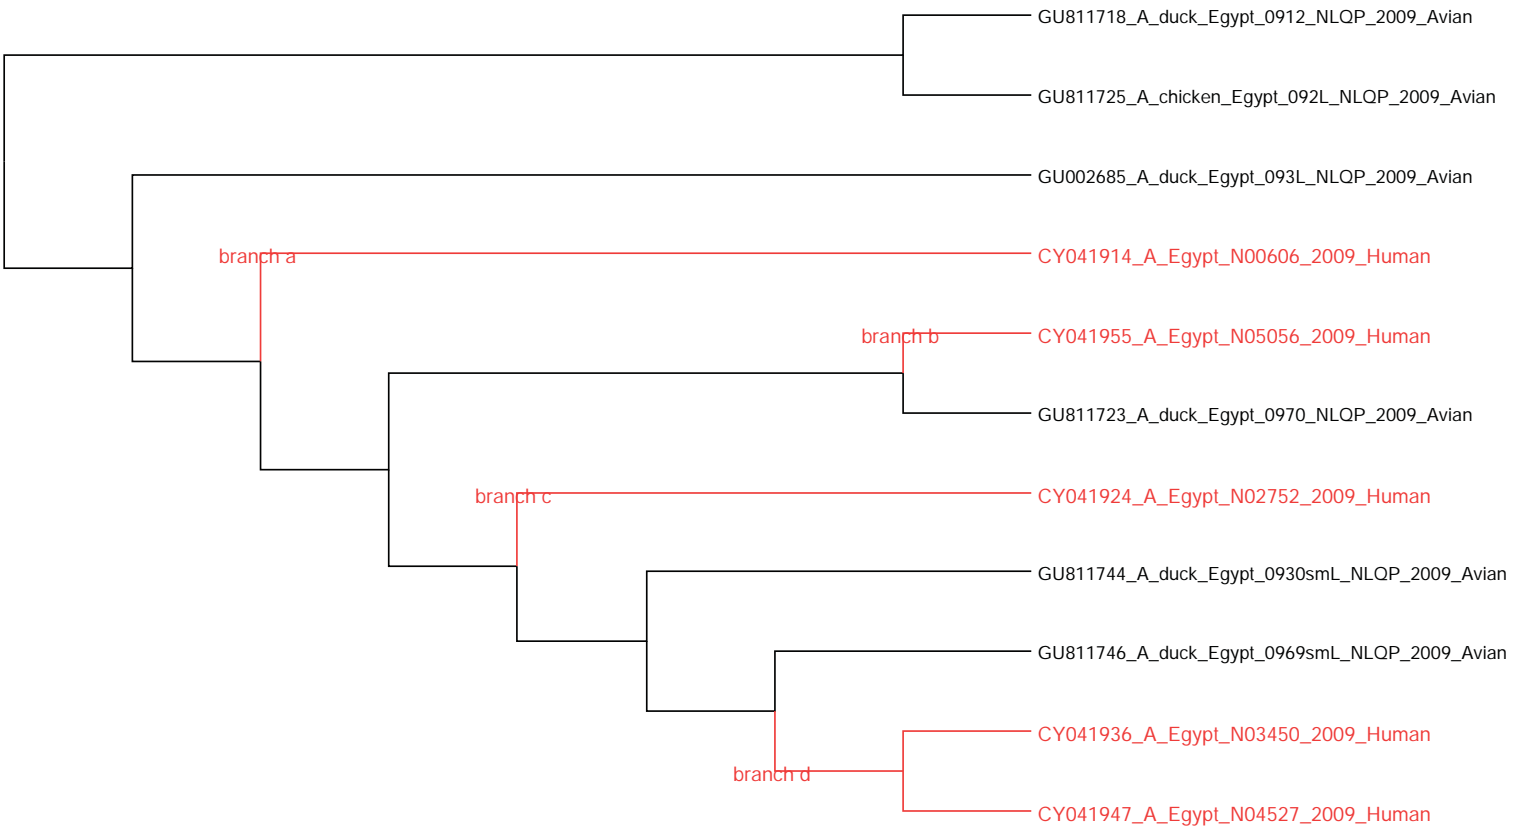 GU811718_A_duck_Egypt_0912_NLQP_2009_Avian
GU811725_A_chicken_Egypt_092L_NLQP_2009_Avian
GU002685_A_duck_Egypt_093L_NLQP_2009_Avian
branch a
CY041914_A_Egypt_N00606_2009_Human
branch b
CY041955_A_Egypt_N05056_2009_Human
GU811723_A_duck_Egypt_0970_NLQP_2009_Avian
branch c
CY041924_A_Egypt_N02752_2009_Human
GU811744_A_duck_Egypt_0930smL_NLQP_2009_Avian
GU811746_A_duck_Egypt_0969smL_NLQP_2009_Avian
CY041936_A_Egypt_N03450_2009_Human
branch d
CY041947_A_Egypt_N04527_2009_Human